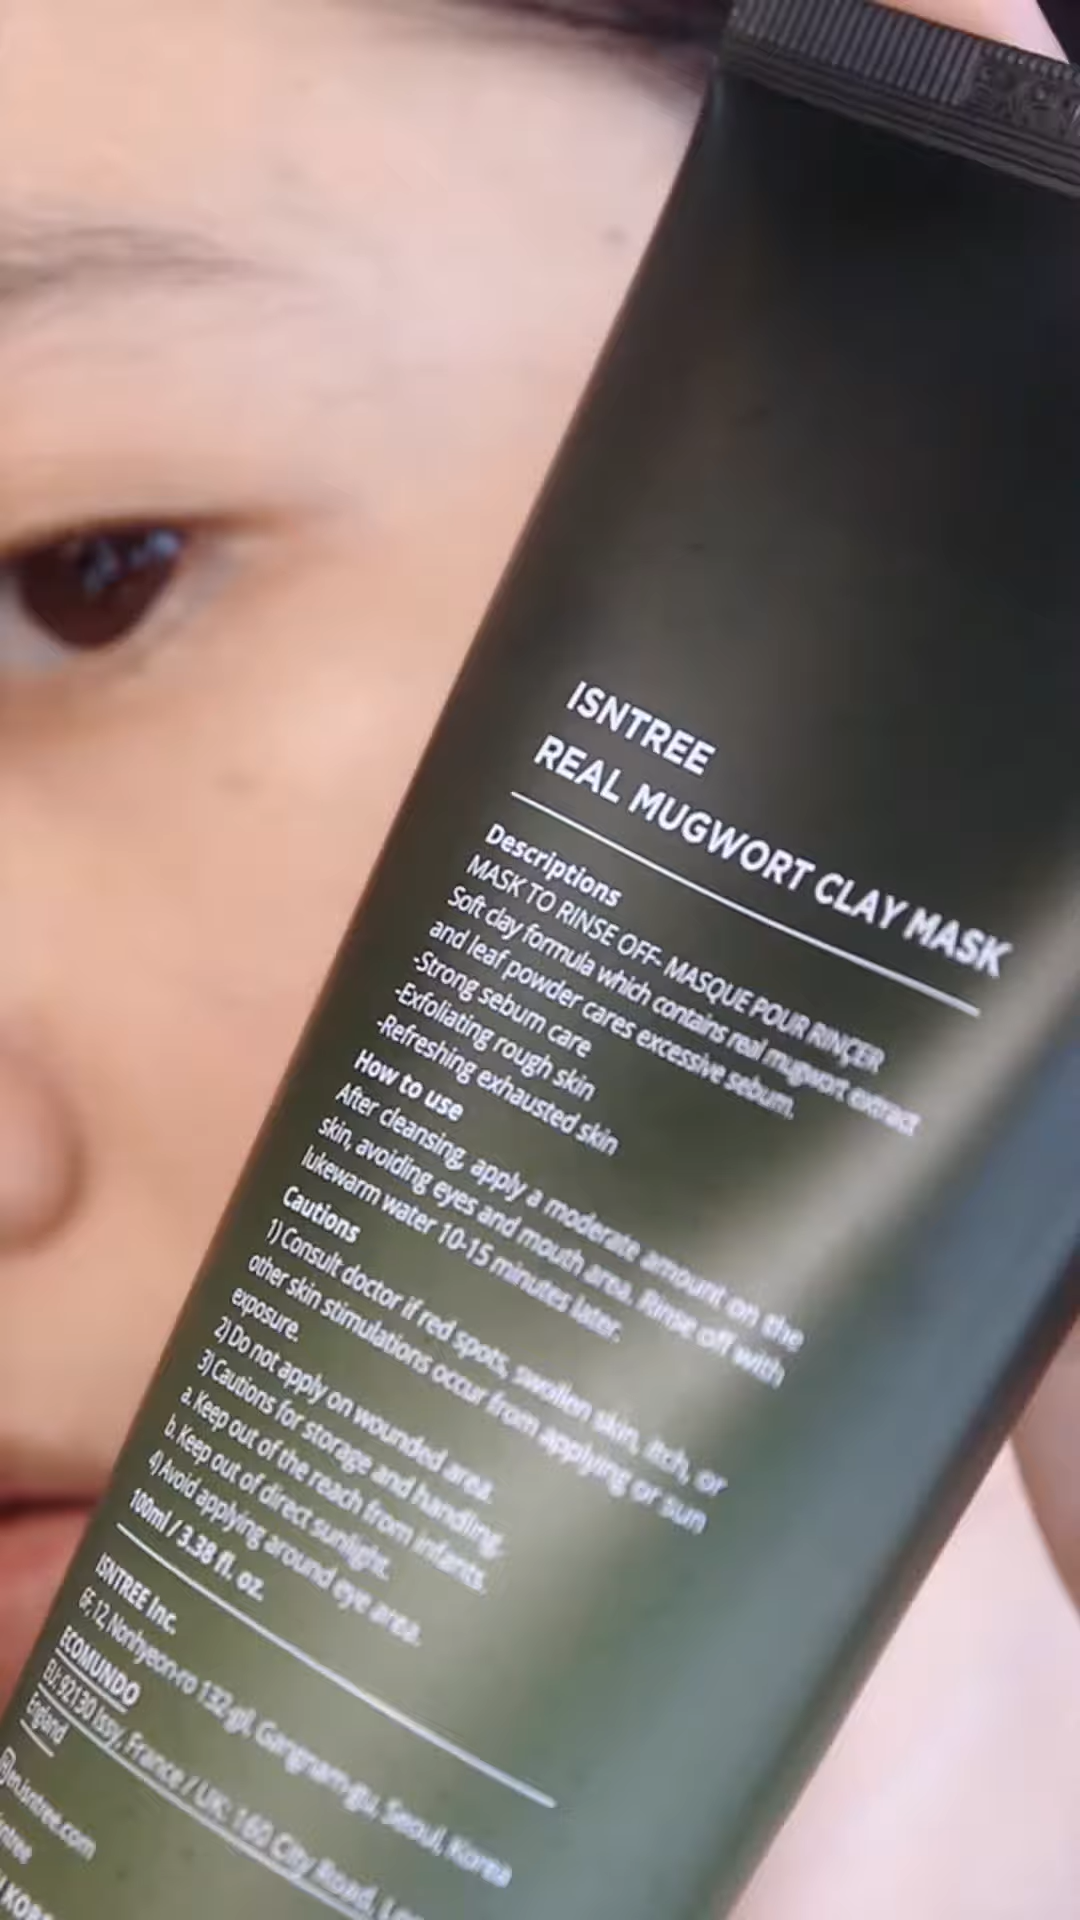 ISNTREE
REAL MUGWORT CLAY MASK
Descriptions
MASK TO RINSE OFF- MASQUE POUR RINÇER
Soft clay formula which contains real mugwort extract
and leaf powder cares excessive sebum.
-Strong sebum care
-Exfoliating rough skin
-Refreshing exhausted skin
How to use
After cleansing, apply a moderate amount on the
skin, avoiding eyes and mouth area. Rinse off with
lukewarm water 10-15 minutes later.
Cautions
1) Consult doctor if red spots, swollen skin, itch, or
other skin stimulations occur from applying or sun
exposure.
2) Do not apply on wounded area.
3) Cautions for storage and handling.
a. Keep out of the reach from infants.
b. Keep out of direct sunlight.
4) Avoid applying around eye area.
100ml / 3.38 fl. oz.
ISNTREE Inc.
6F, 12, Nonhyeon-ro 132-gil, Gangnam-gu, Seoul, Korea
ECOMUNDO
EU: 92130 Issy, France / UK: 160 City Road,
England
en.isntree.com